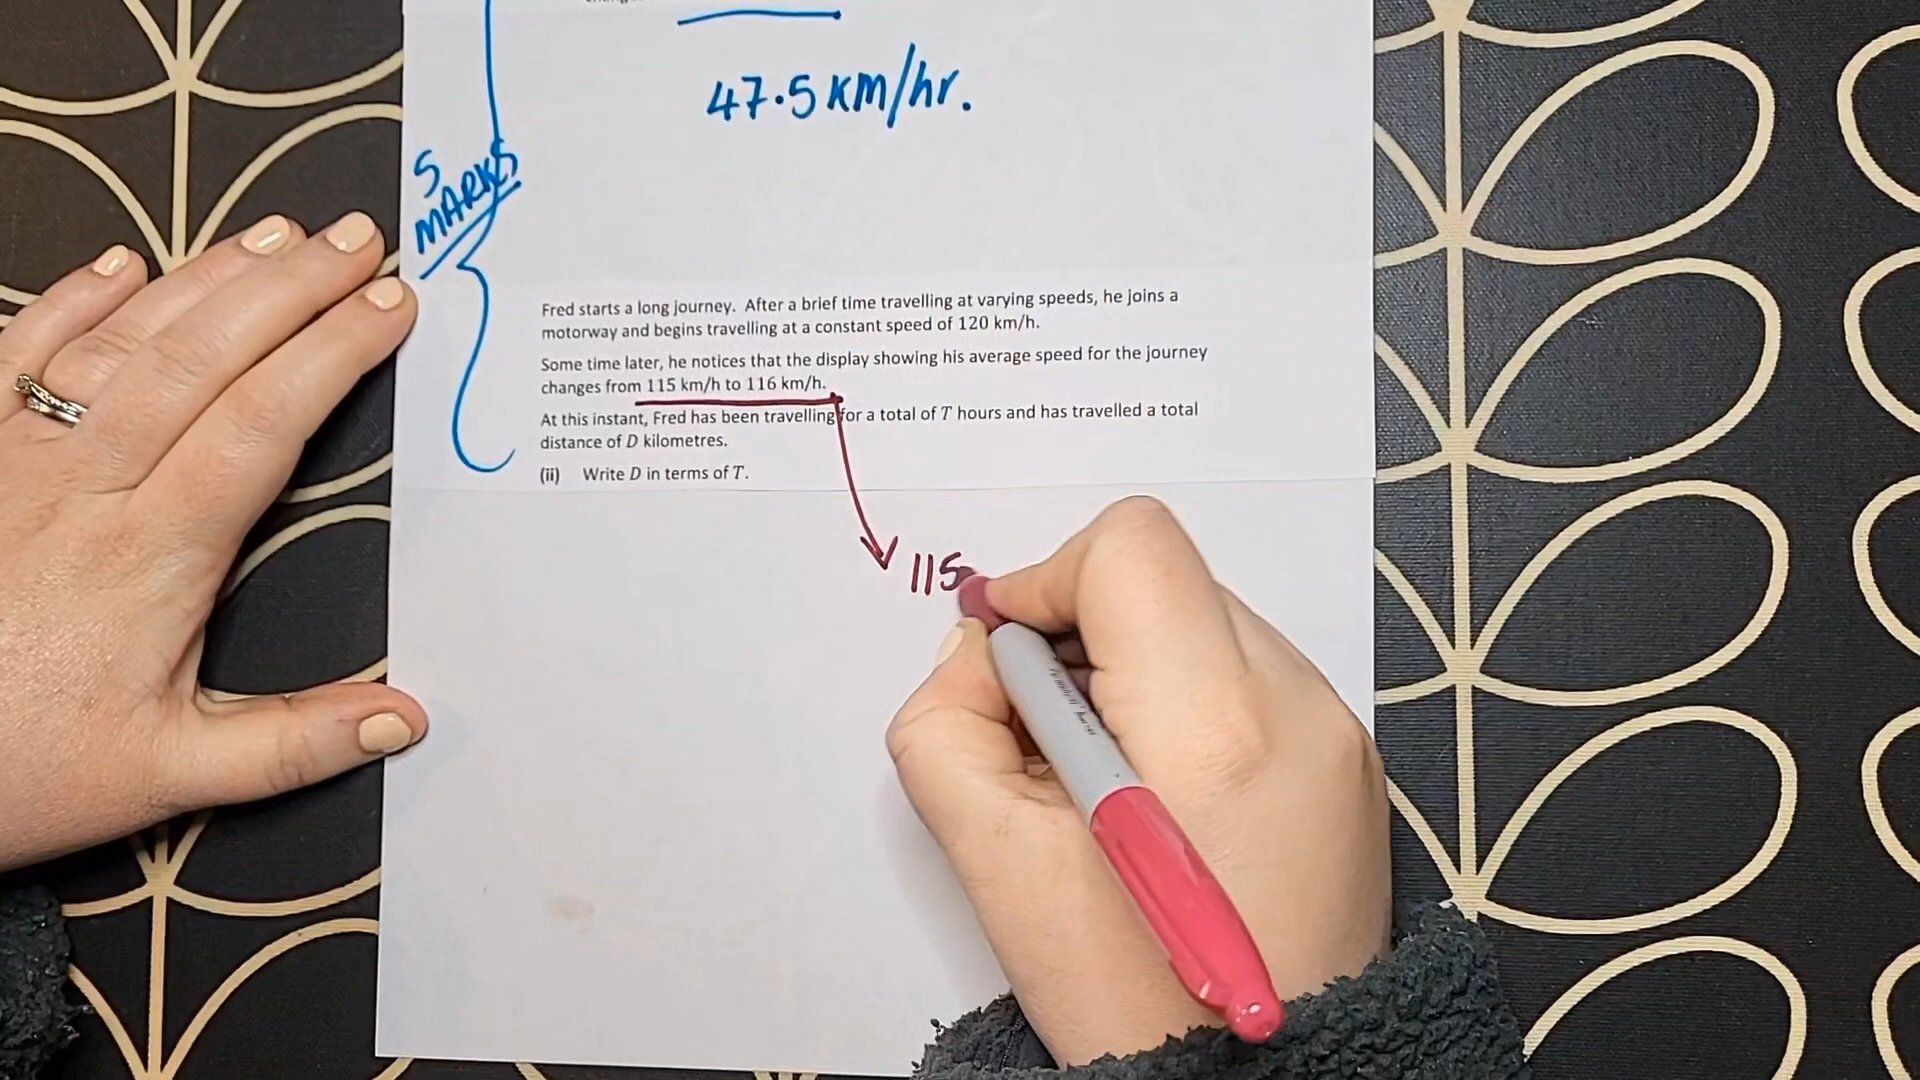 47.5 KM/hr.
5
MARKS
Fred starts a long journey. After a brief time travelling at varying speeds, he joins a
motorway and begins travelling at a constant speed of 120 km/h.
Some time later, he notices that the display showing his average speed for the journey
changes from 115 km/h to 116 km/h.
At this instant, Fred has been travelling for a total of T hours and has travelled a total
distance of D kilometres.
(ii) Write D in terms of T.
115